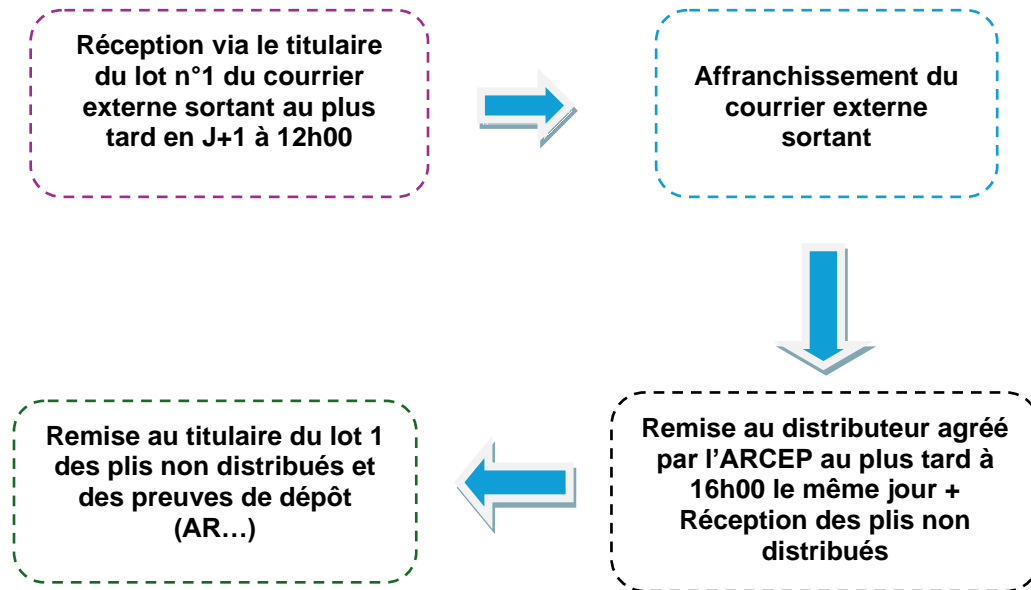 Réception via le titulaire
du lot n°1 du courrier
externe sortant au plus
tard en J+1 à 12h00
Affranchissement du
courrier externe
sortant
Remise au distributeur agréé
par l’ARCEP au plus tard à
16h00 le même jour +
Réception des plis non
distribués
Remise au titulaire du lot 1
des plis non distribués et
des preuves de dépôt
(AR…)